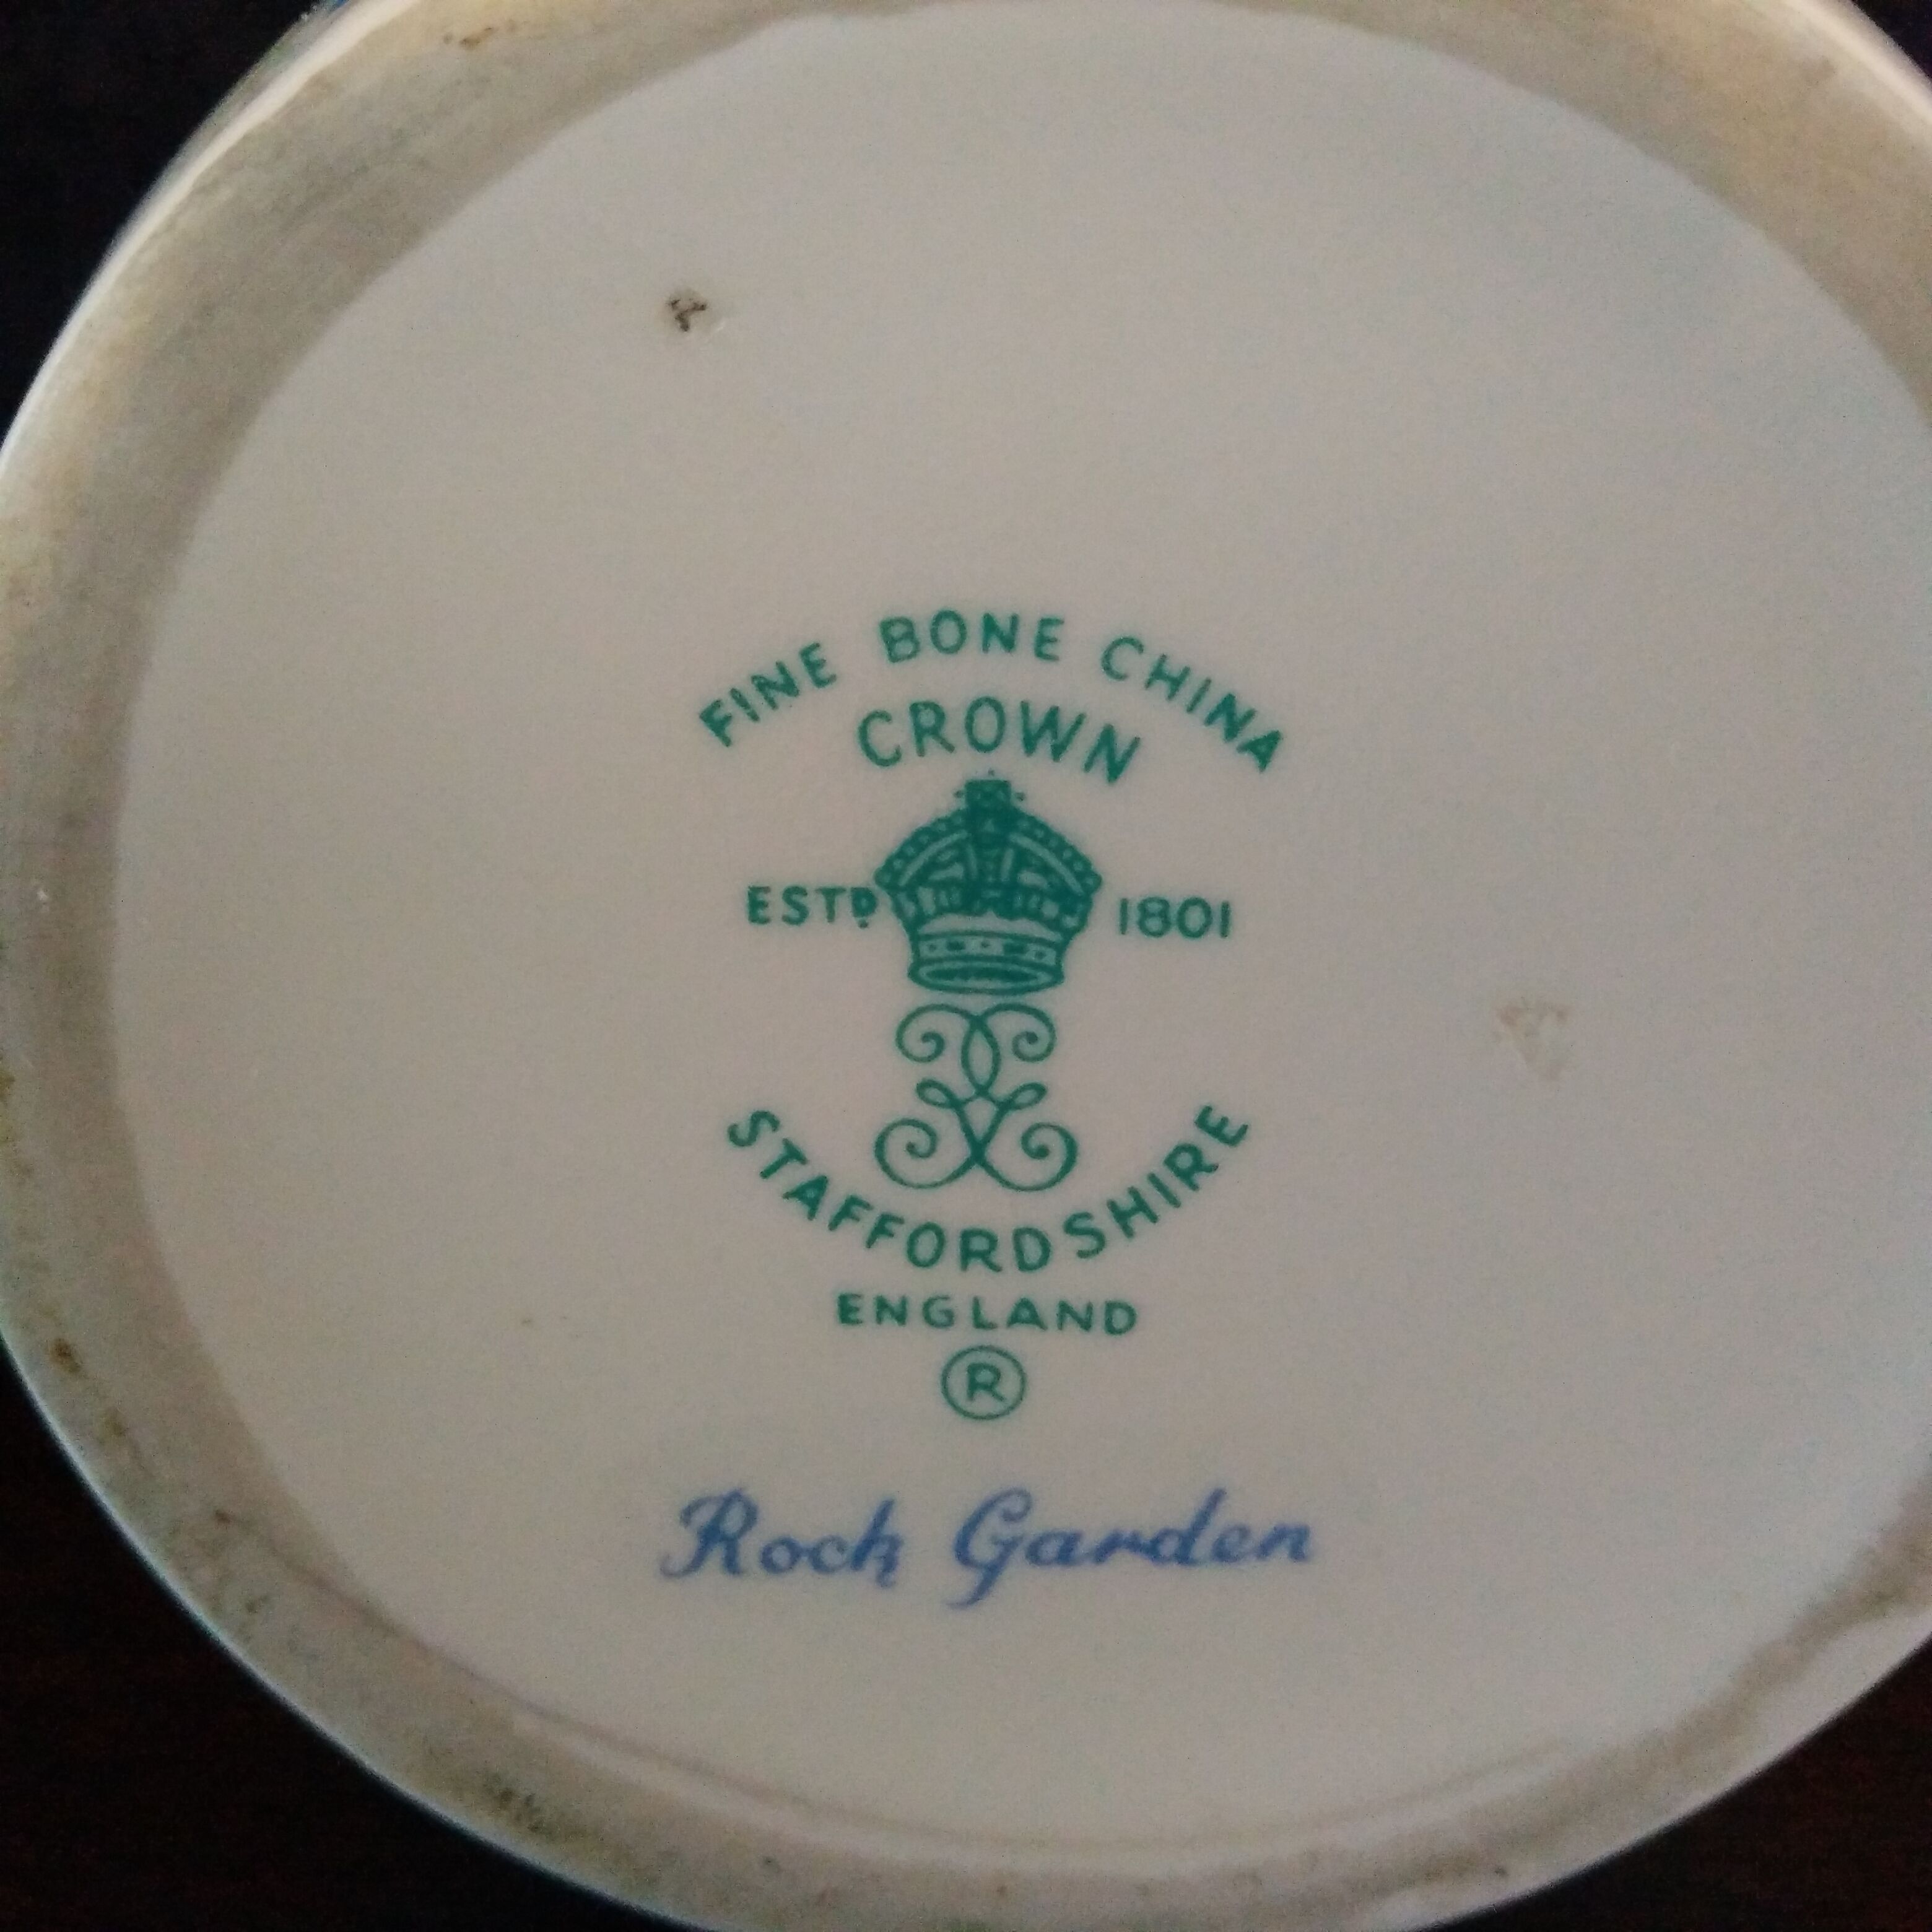 FINE BONE CHINA
CROWN
ESTD 1801
STAFFORDSHIRE
ENGLAND
®
Rock Garden